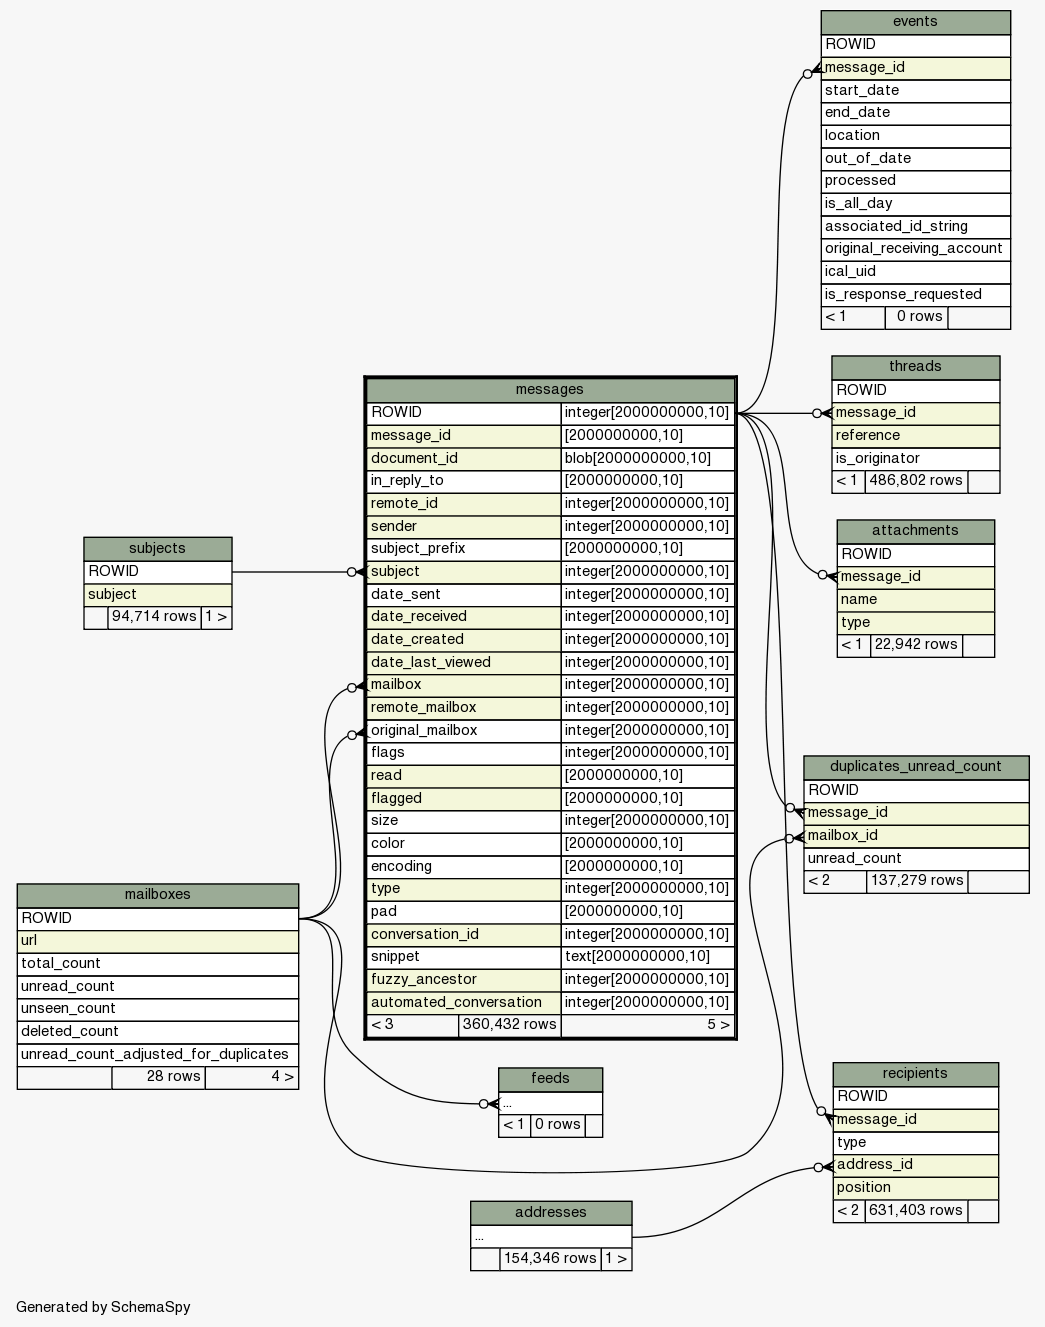 events
ROWID
message_id
start_date
end_date
location
out_of_date
processed
is_all_day
associated_id_string
original_receiving_account
ical_uid
is_response_requested
< 1 0 rows
threads
ROWID
message_id
reference
is_originator
< 1 486,802 rows
attachments
ROWID
message_id
name
type
< 1 22,942 rows
messages
ROWID integer[2000000000,10]
message_id [2000000000,10]
document_id blob[2000000000,10]
in_reply_to [2000000000,10]
remote_id integer[2000000000,10]
sender integer[2000000000,10]
subject_prefix [2000000000,10]
subject integer[2000000000,10]
date_sent integer[2000000000,10]
date_received integer[2000000000,10]
date_created integer[2000000000,10]
date_last_viewed integer[2000000000,10]
mailbox integer[2000000000,10]
remote_mailbox integer[2000000000,10]
original_mailbox integer[2000000000,10]
flags integer[2000000000,10]
read [2000000000,10]
flagged [2000000000,10]
size integer[2000000000,10]
color [2000000000,10]
encoding [2000000000,10]
type integer[2000000000,10]
pad [2000000000,10]
conversation_id integer[2000000000,10]
snippet text[2000000000,10]
fuzzy_ancestor integer[2000000000,10]
automated_conversation integer[2000000000,10]
< 3 360,432 rows 5 >
subjects
ROWID
subject
94,714 rows 1 >
duplicates_unread_count
ROWID
message_id
mailbox_id
unread_count
< 2 137,279 rows
mailboxes
ROWID
url
total_count
unread_count
unseen_count
deleted_count
unread_count_adjusted_for_duplicates
28 rows 4 >
feeds
...
< 1 0 rows
recipients
ROWID
message_id
type
address_id
position
< 2 631,403 rows
addresses
...
154,346 rows 1 >
Generated by SchemaSpy